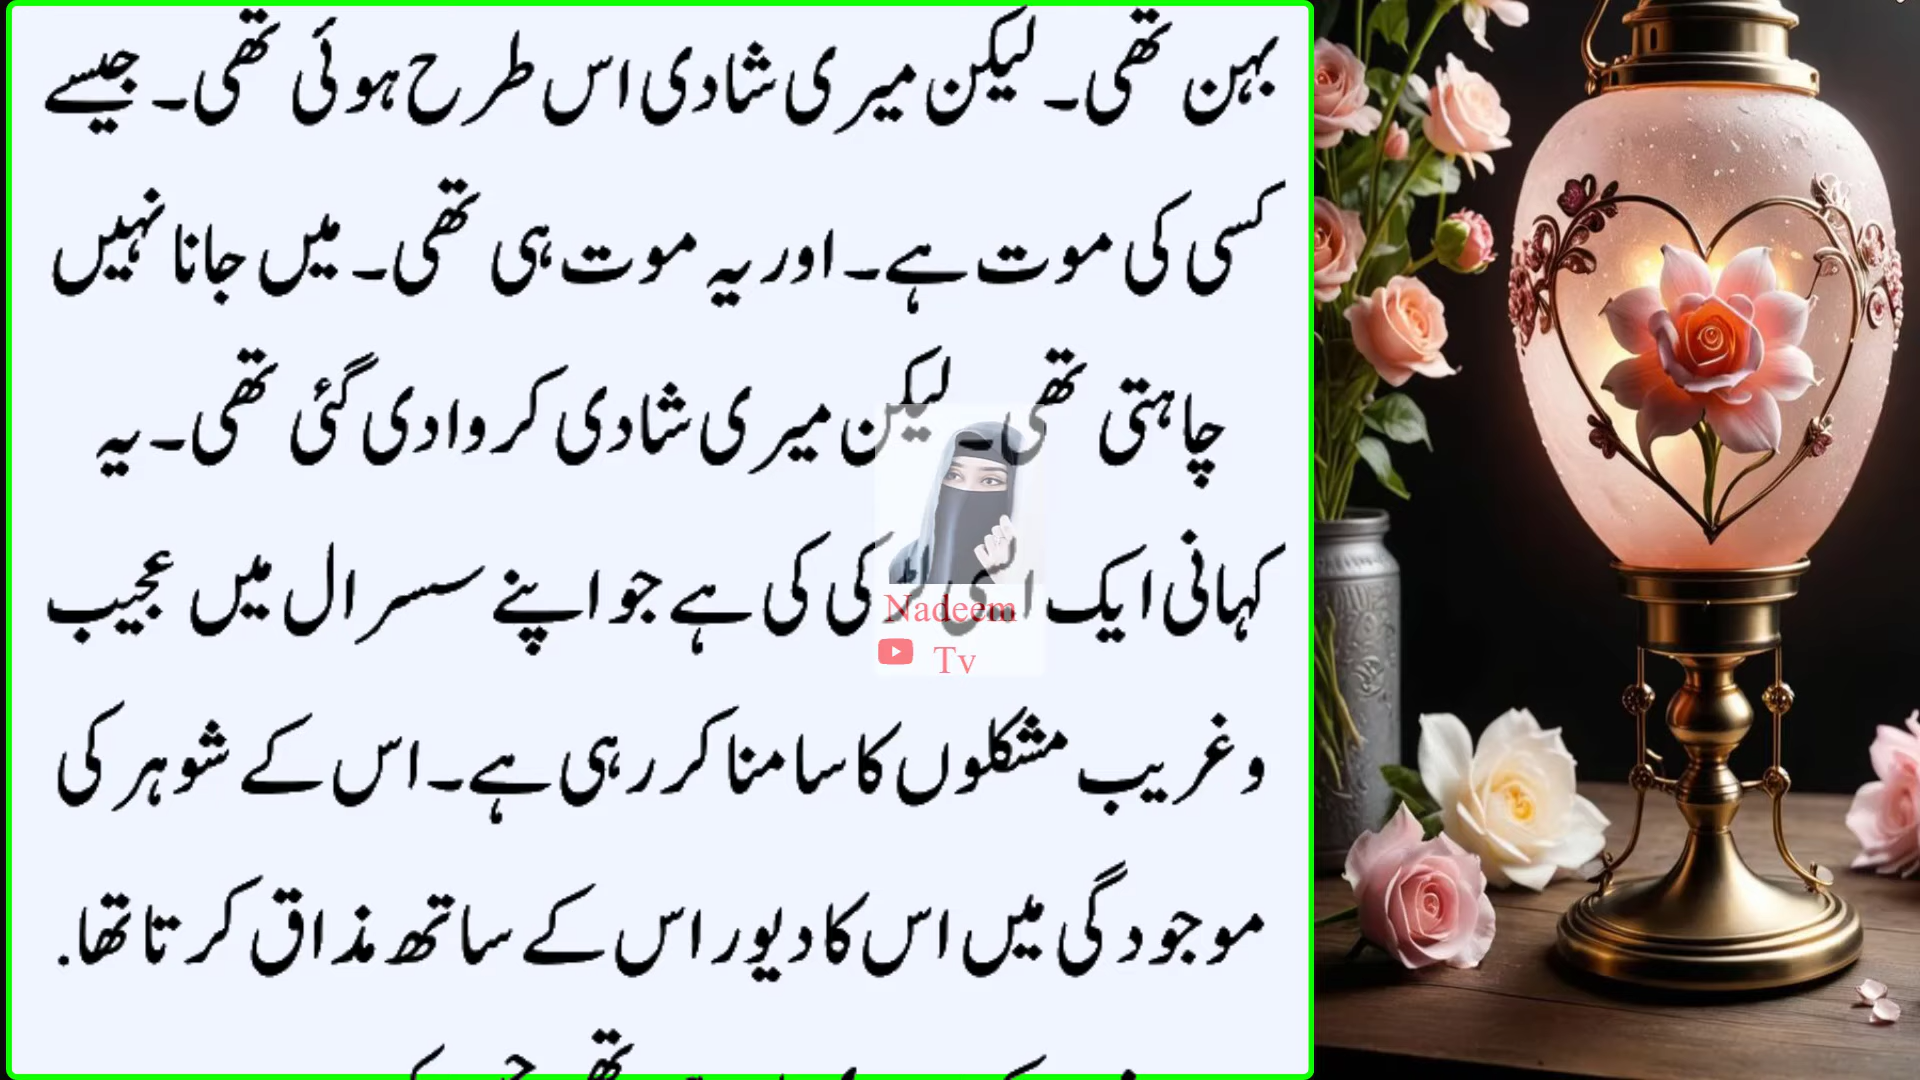 بہن تھی۔ لیکن میری شادی اس طرح ہوئی تھی۔ جیسے
کسی کی موت ہے۔ اور یہ موت ہی تھی۔ میں جانا نہیں
چاہتی تھی۔ لیکن میری شادی کروا دی گئی تھی۔ یہ
کہانی ایک ایسی لڑکی کی ہے جو اپنے سسرال میں عجیب
و غریب مشکلوں کا سامنا کر رہی ہے۔ اس کے شوہر کی
موجودگی میں اس کا دیور اس کے ساتھ مذاق کرتا تھا.
Nadeem
Tv